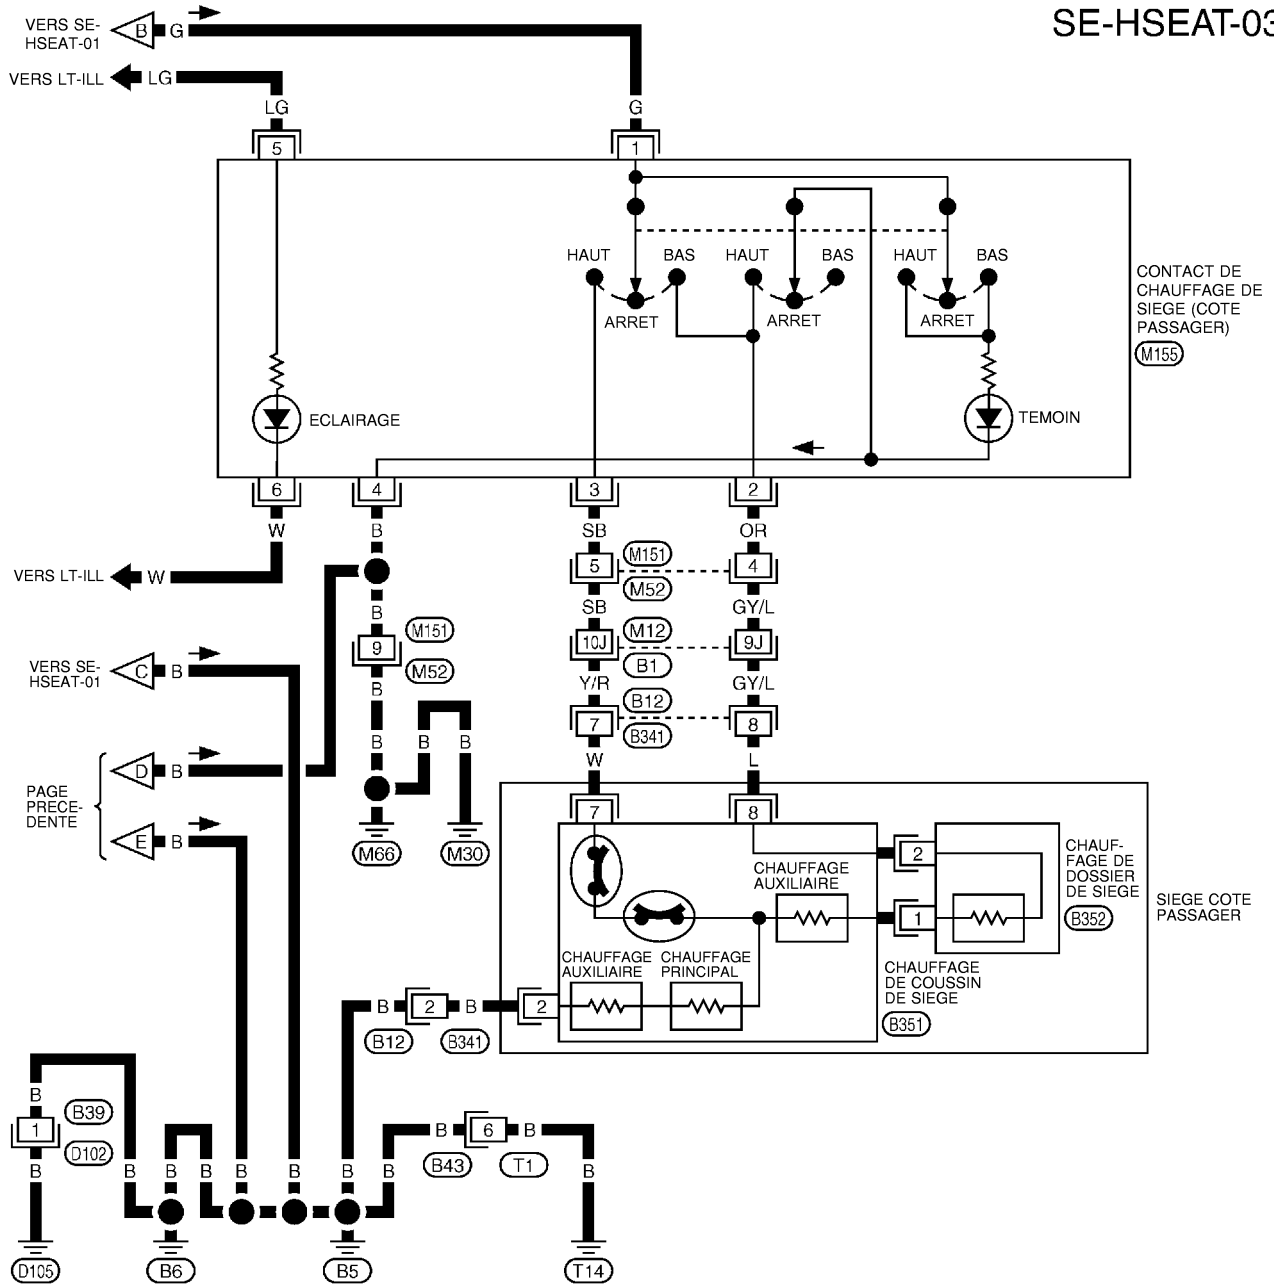 SE-HSEAT-03
VERS SE-
HSEAT-01
B
G
VERS LT-ILL
LG
LG
G
5
1
HAUT
BAS
HAUT
BAS
HAUT
BAS
ARRET
ARRET
ARRET
CONTACT DE
CHAUFFAGE DE
SIEGE (COTE
PASSAGER)
M155
ECLAIRAGE
TEMOIN
6
4
3
2
W
B
SB
OR
VERS LT-ILL
W
5
M151
4
M52
B
SB
GY/L
9
M151
M52
10J
M12
9J
B1
VERS SE-
HSEAT-01
C
B
B
Y/R
GY/L
7
B12
8
B341
B
B
B
W
L
D
B
PAGE
PRECE-
DENTE
E
B
M66
M30
7
8
2
CHAUF-
FAGE DE
DOSSIER
DE SIEGE
B352
CHAUFFAGE
AUXILIAIRE
1
SIEGE COTE
PASSAGER
CHAUFFAGE
AUXILIAIRE
CHAUFFAGE
PRINCIPAL
CHAUFFAGE
DE COUSSIN
DE SIEGE
B351
B
2
B
2
B12
B341
B
B39
1
D102
B
6
B
B43
T1
B
B
B
B
B
B
B
B
B
D105
B6
B5
T14